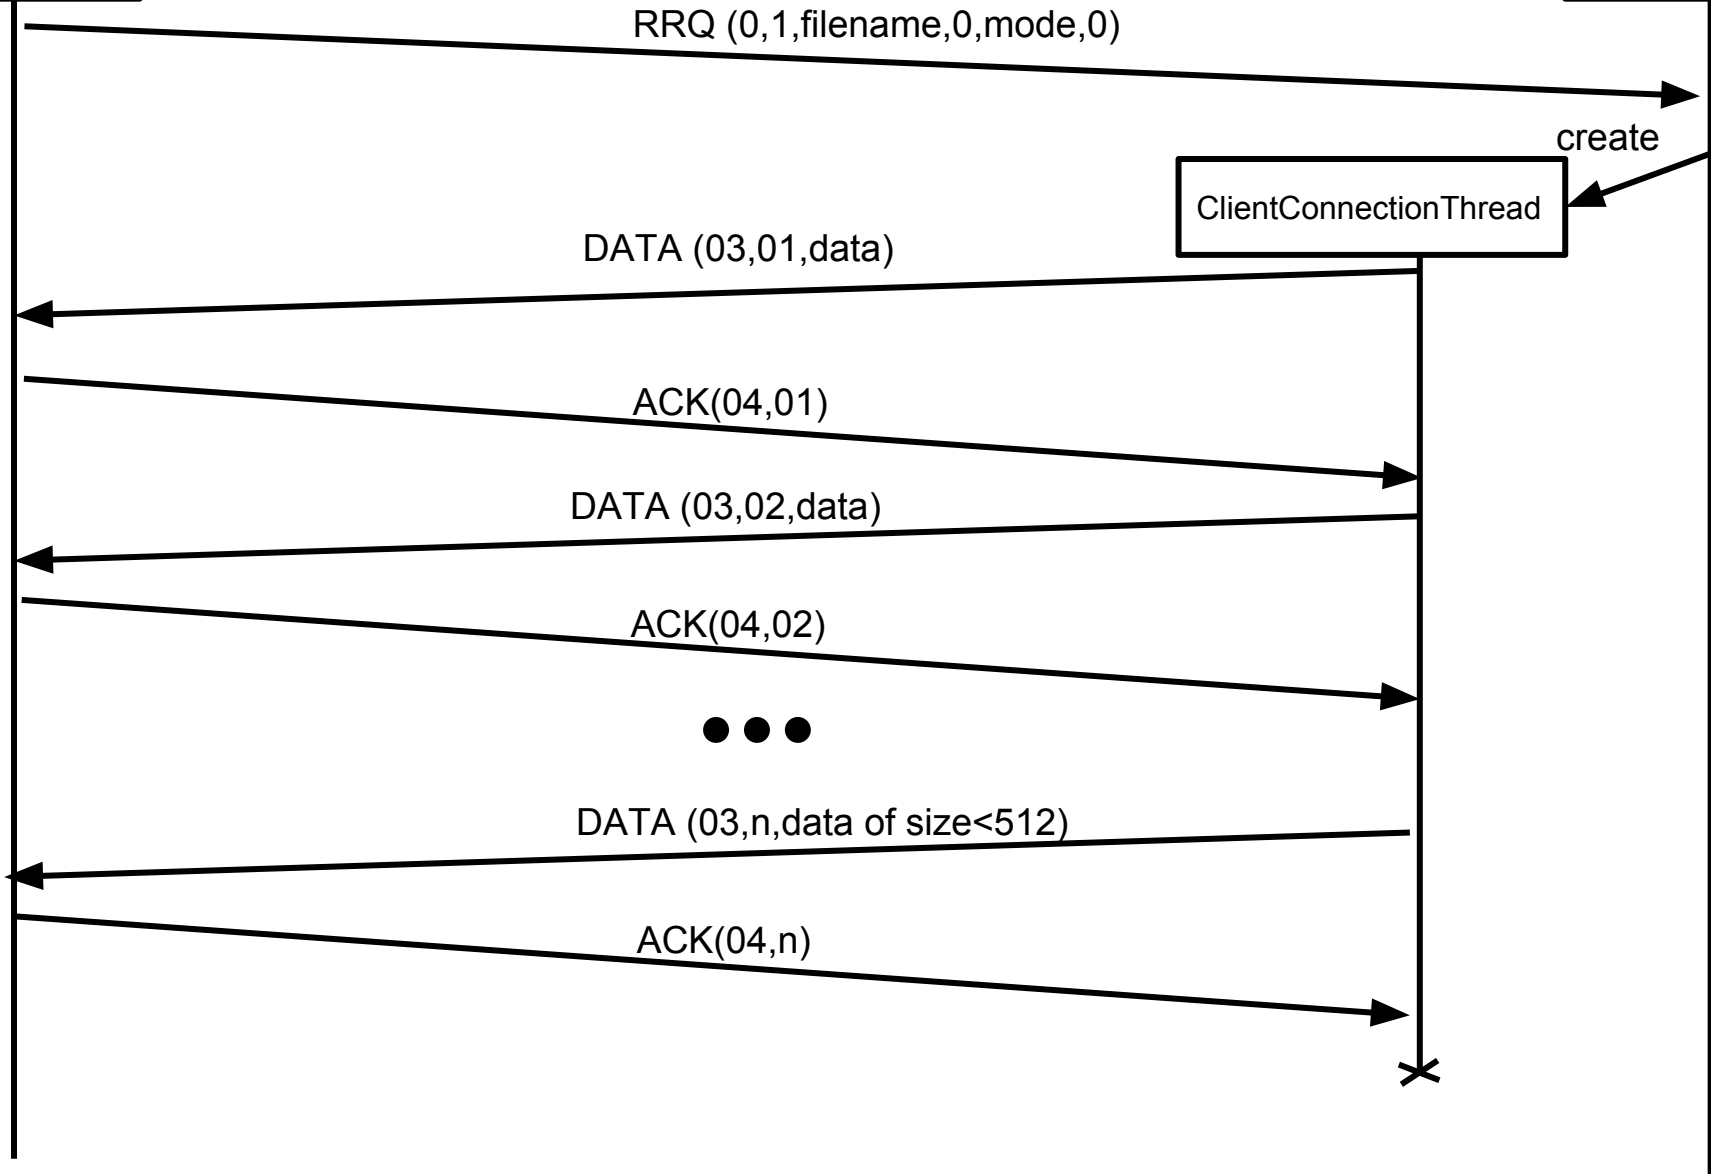 RRQ (0,1,filename,0,mode,0)
create
ClientConnectionThread
DATA (03,01,data)
ACK(04,01)
DATA (03,02,data)
ACK(04,02)
DATA (03,n,data of size<512)
ACK(04,n)